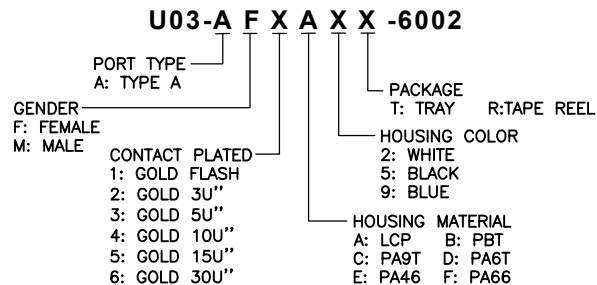 U03-A F X A X X -6002
PORT TYPE
A: TYPE A
GENDER
F: FEMALE
M: MALE
CONTACT PLATED
1: GOLD FLASH
2: GOLD 3U''
3: GOLD 5U''
4: GOLD 10U''
5: GOLD 15U''
6: GOLD 30U''
PACKAGE
T: TRAY R:TAPE REEL
HOUSING COLOR
2: WHITE
5: BLACK
9: BLUE
HOUSING MATERIAL
A: LCP B: PBT
C: PA9T D: PA6T
E: PA46 F: PA66